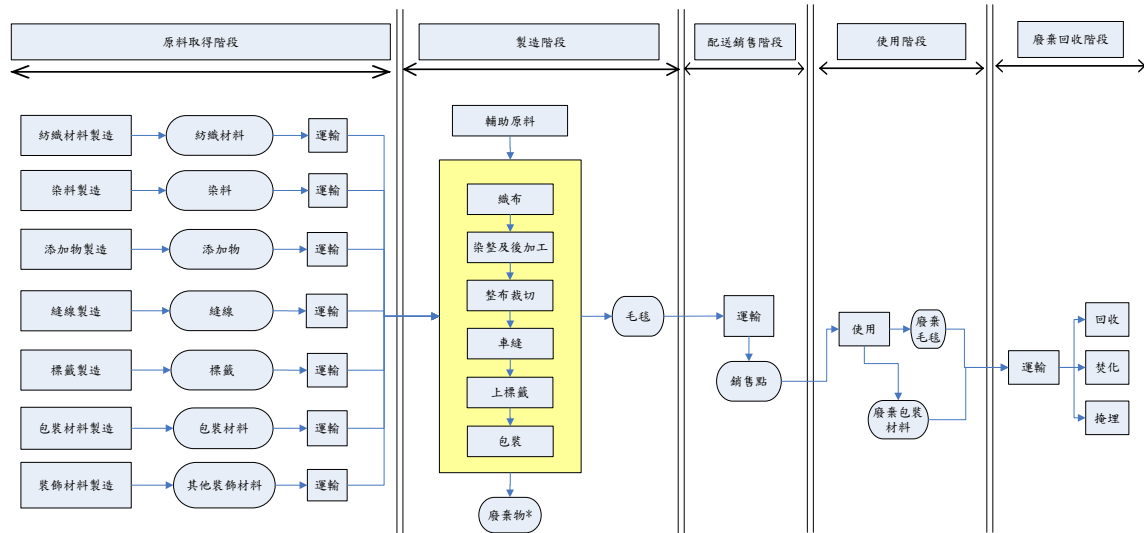 原料取得階段
製造階段
配送銷售階段
使用階段
廢棄回收階段
紡織材料製造
紡織材料
運輸
染料製造
染料
運輸
添加物製造
添加物
運輸
縫線製造
縫線
運輸
標籤製造
標籤
運輸
包裝材料製造
包裝材料
運輸
裝飾材料製造
其他裝飾材料
運輸
輔助原料
織布
染整及後加工
整布裁切
車縫
上標籤
包裝
廢棄物*
毛毯
運輸
銷售點
使用
廢棄
毛毯
廢棄包裝
材料
運輸
回收
焚化
掩埋